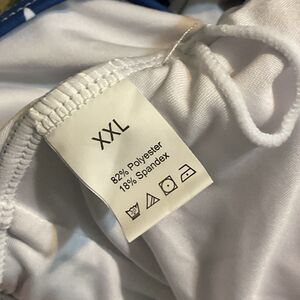 XXL
82% Polyester
18% Spandex